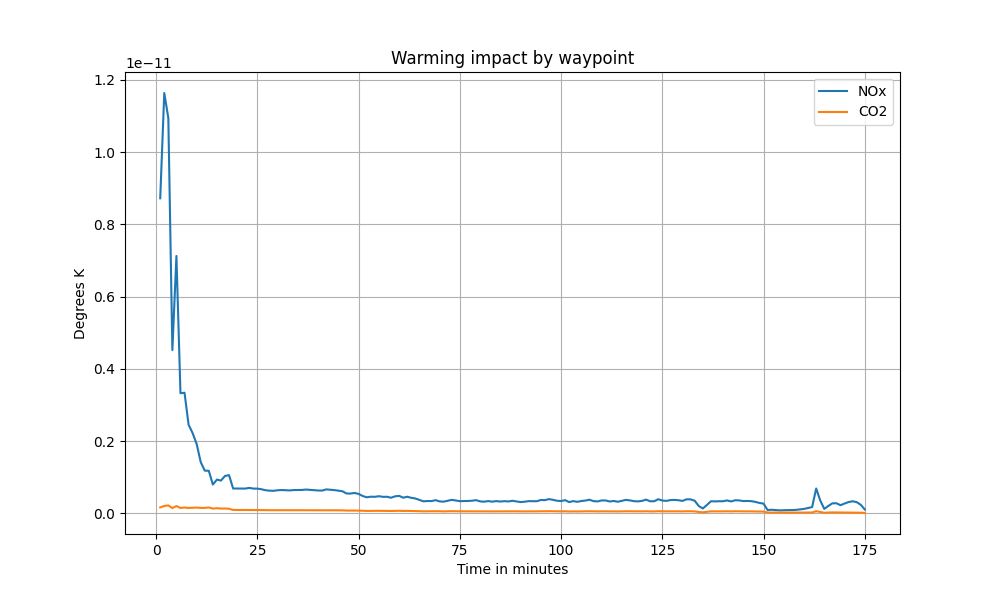 Warming impact by waypoint
1e−11
1.2
1.0
0.8
0.6
0.4
0.2
0.0
Degrees K
NOx
CO2
0 25 50 75 100 125 150 175
Time in minutes